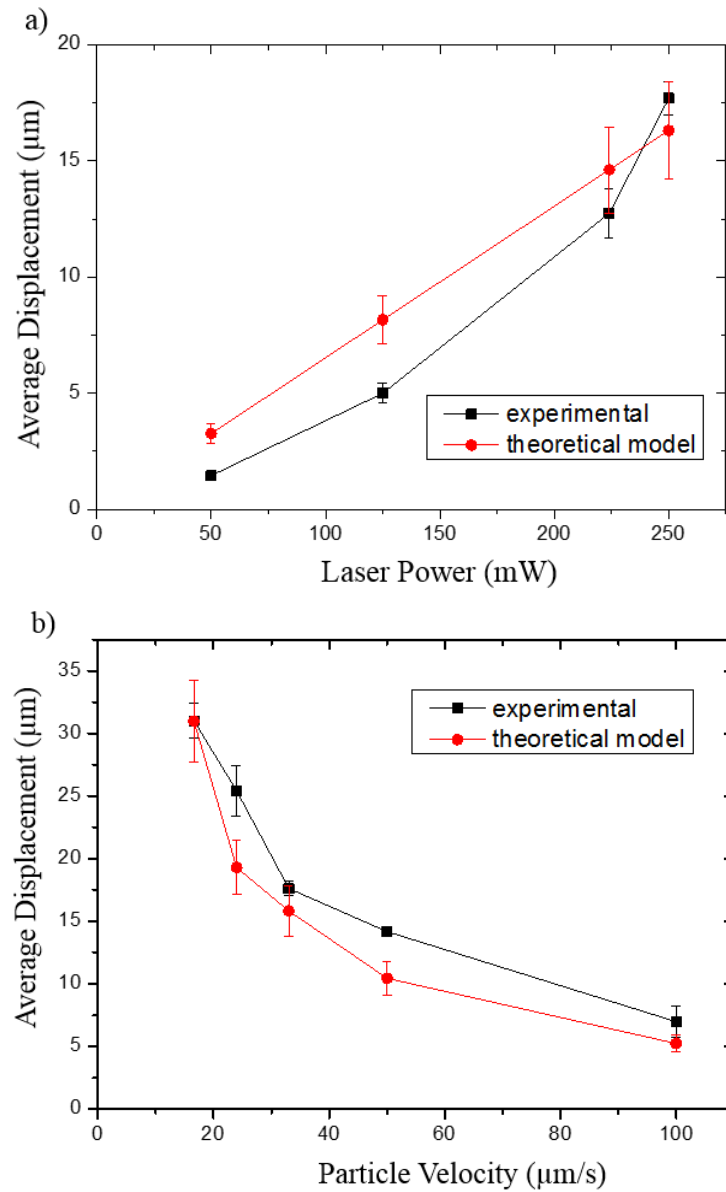 a)
20
15
10
5
0
Average Displacement (µm)
experimental
theoretical model
0 50 100 150 200 250
Laser Power (mW)
b)
35
30
25
20
15
10
5
0
Average Displacement (µm)
experimental
theoretical model
0 20 40 60 80 100
Particle Velocity (µm/s)